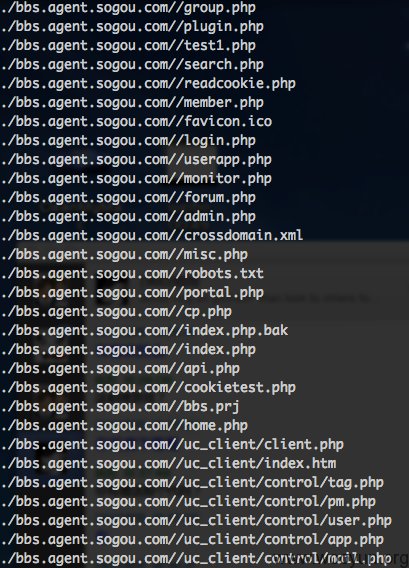 ./bbs.agent.sogou.com//group.php
./bbs.agent.sogou.com//plugin.php
./bbs.agent.sogou.com//test1.php
./bbs.agent.sogou.com//search.php
./bbs.agent.sogou.com//readcookie.php
./bbs.agent.sogou.com//member.php
./bbs.agent.sogou.com//favicon.ico
./bbs.agent.sogou.com//login.php
./bbs.agent.sogou.com//userapp.php
./bbs.agent.sogou.com//monitor.php
./bbs.agent.sogou.com//forum.php
./bbs.agent.sogou.com//admin.php
./bbs.agent.sogou.com//crossdomain.xml
./bbs.agent.sogou.com//misc.php
./bbs.agent.sogou.com//robots.txt
./bbs.agent.sogou.com//portal.php
./bbs.agent.sogou.com//cp.php
./bbs.agent.sogou.com//index.php.bak
./bbs.agent.sogou.com//index.php
./bbs.agent.sogou.com//api.php
./bbs.agent.sogou.com//cookietest.php
./bbs.agent.sogou.com//bbs.prj
./bbs.agent.sogou.com//home.php
./bbs.agent.sogou.com//uc_client/client.php
./bbs.agent.sogou.com//uc_client/index.htm
./bbs.agent.sogou.com//uc_client/control/tag.php
./bbs.agent.sogou.com//uc_client/control/pm.php
./bbs.agent.sogou.com//uc_client/control/user.php
./bbs.agent.sogou.com//uc_client/control/app.php
./bbs.agent.sogou.com//uc_client/control/